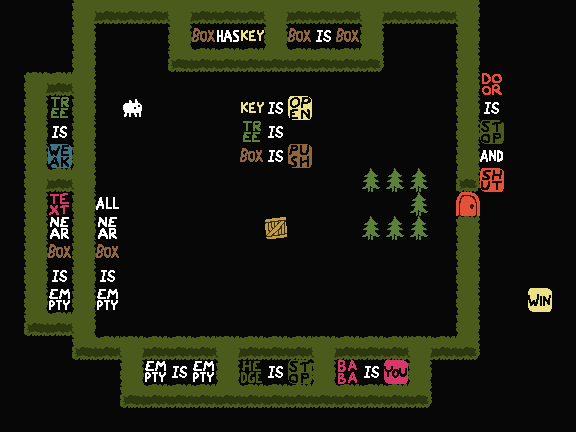 BOX HAS KEY BOX IS BOX
DOOR
IS
STOP
AND
SHUT
TREE
IS
WEAK
KEY IS OPEN
TREE IS
BOX IS PUSH
TEXT
NEAR
BOX
IS
EMPTY
ALL
NEAR
BOX
IS
EMPTY
WIN
EMPTY IS EMPTY HEDGE IS STOP BABA IS YOU